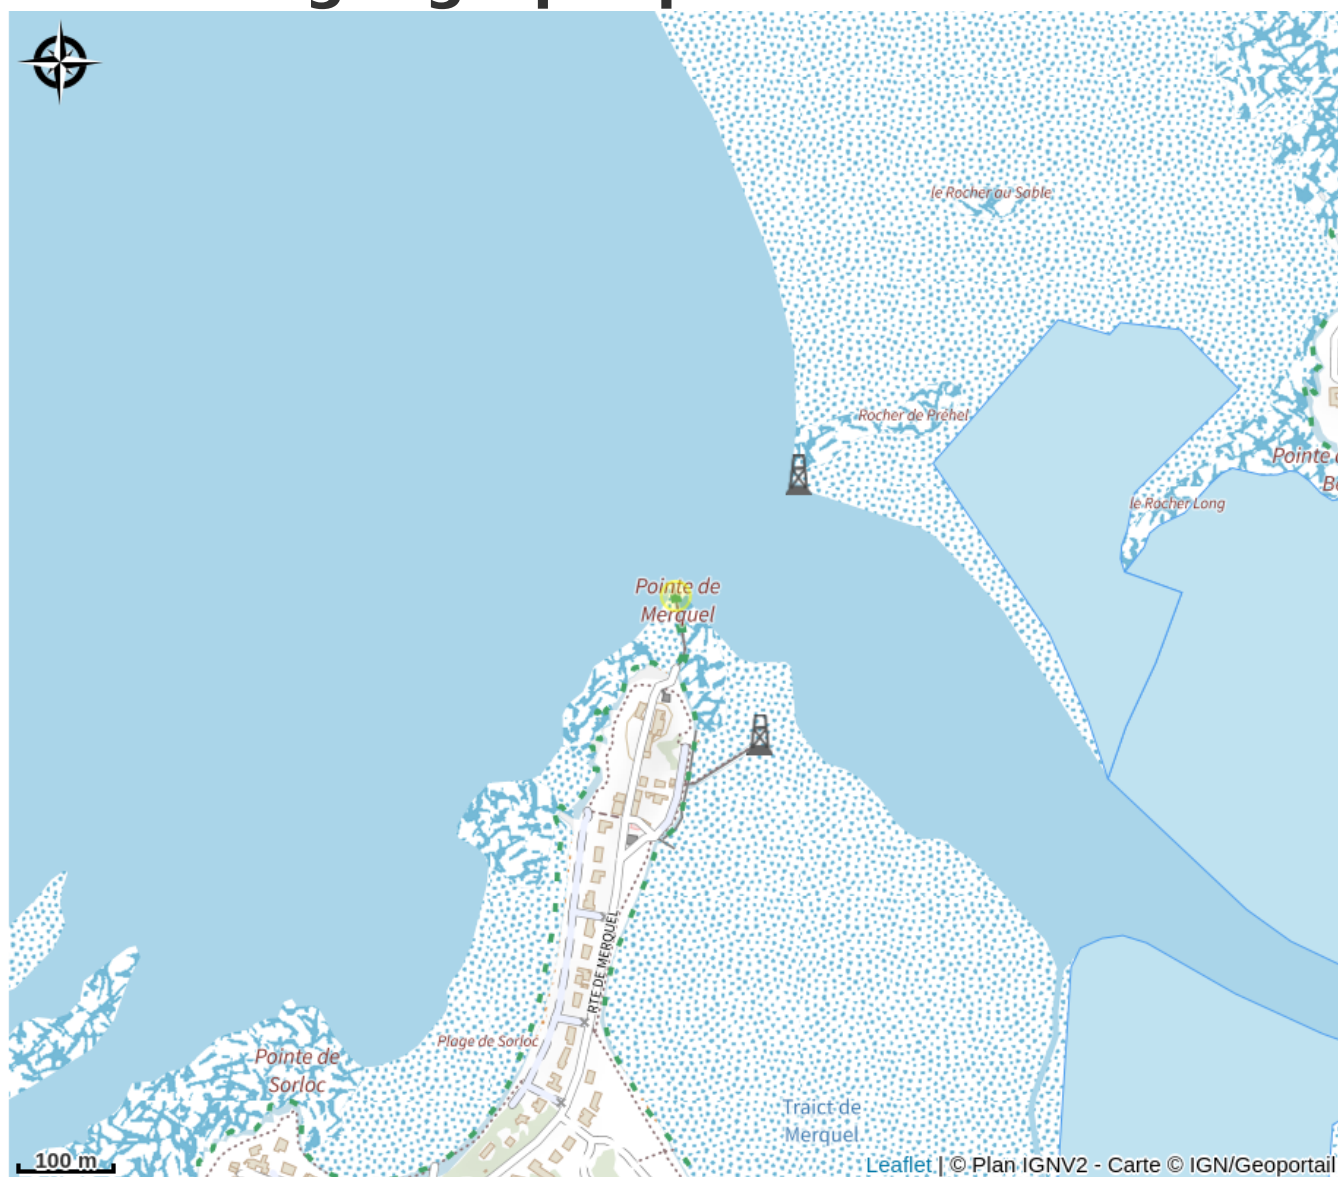 le Rocher au Sable
Rocher de Préhel
Pointe
le Rocher Long
Pointe de
Merquel
RTE DE MERQUEL
Plage de Sorloc
Pointe de
Sorloc
Traict de
Merquel
100 m
Leaflet | © Plan IGNV2 - Carte © IGN/Geoportail